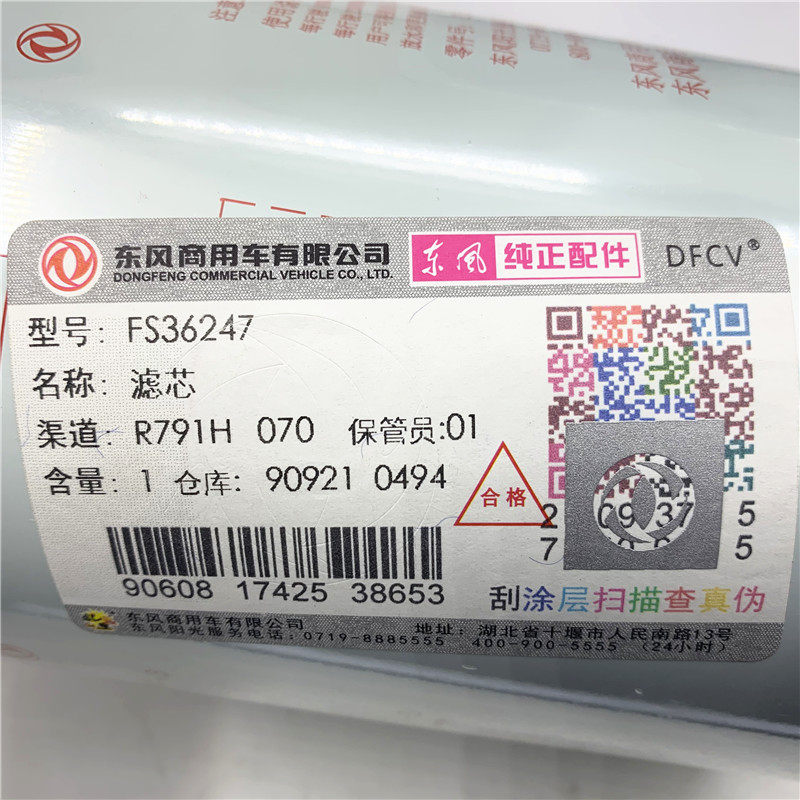 注意
东风商用车有限公司
DONGFENG COMMERCIAL VEHICLE CO., LTD.
东风 纯正配件
DFCV®
型号: FS36247
名称: 滤芯
渠道: R791H 070 保管员:01
含量: 1 仓库: 90921 0494
合格
90608 17425 38653
刮涂层扫描查真伪
东风商用车有限公司 地址: 湖北省十堰市人民南路13号
东风阳光服务电话: 0719-8885555 400-900-5555 (24小时)